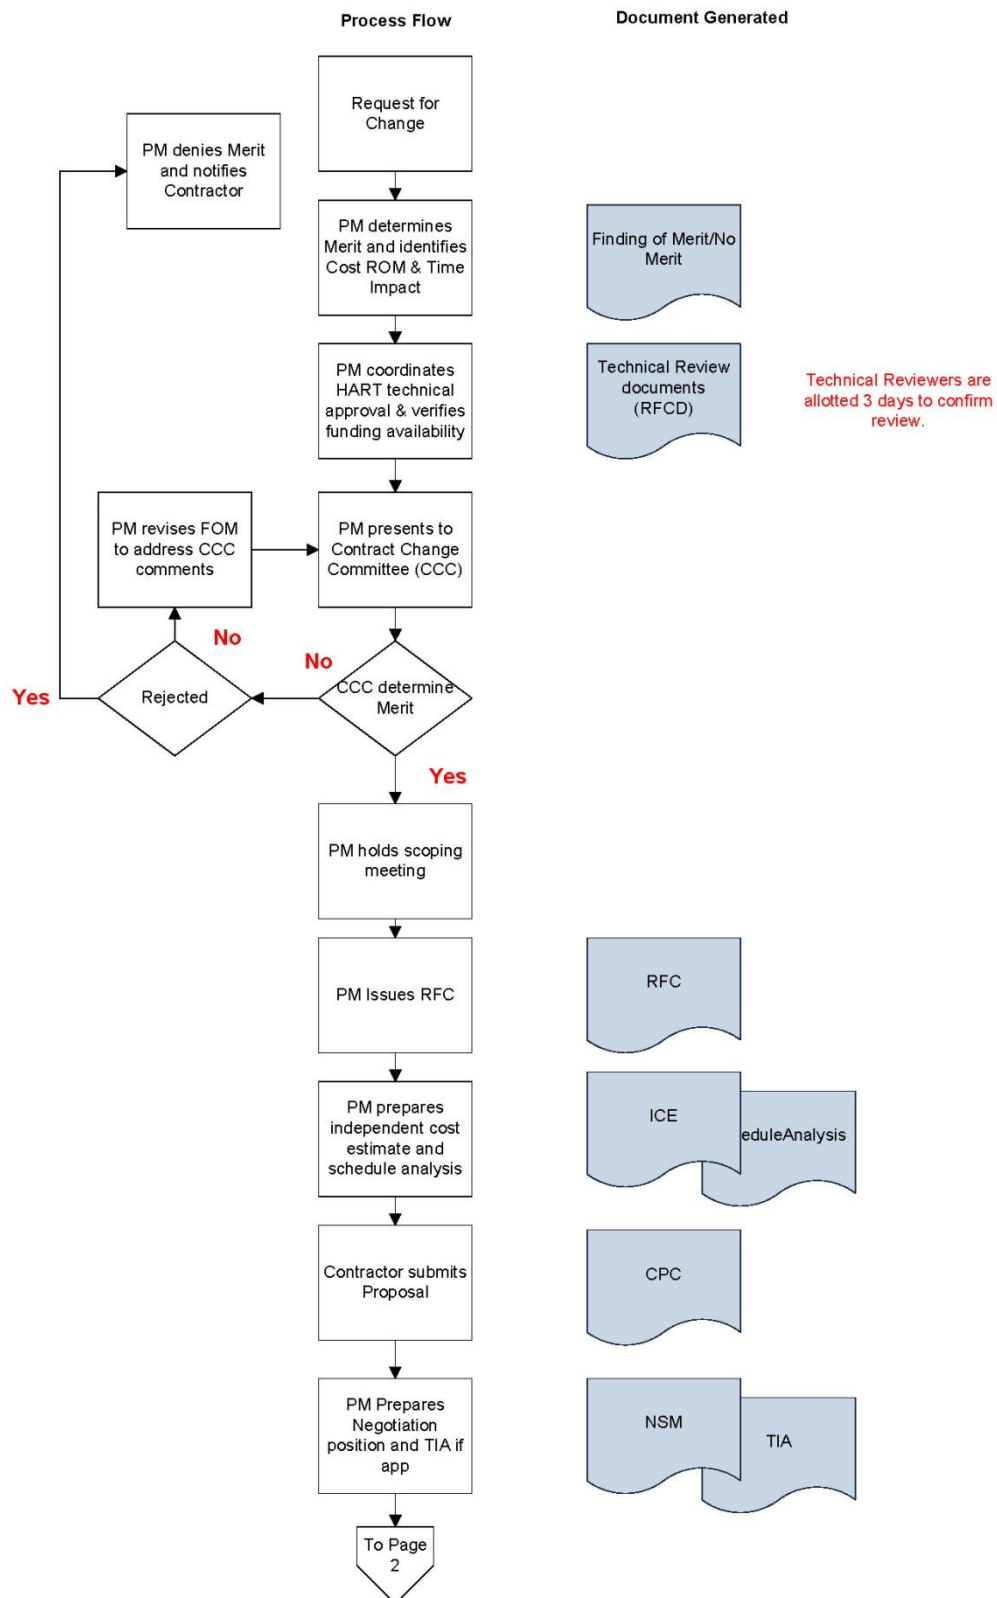 Process Flow
Document Generated
Request for
Change
PM denies Merit
and notifies
Contractor
PM determines
Merit and identifies
Cost ROM & Time
Impact
Finding of Merit/No
Merit
PM coordinates
HART technical
approval & verifies
funding availability
Technical Review
documents
(RFCD)
Technical Reviewers are
allotted 3 days to confirm
review.
PM revises FOM
to address CCC
comments
PM presents to
Contract Change
Committee (CCC)
No
No
Yes
Rejected
CCC determine
Merit
Yes
PM holds scoping
meeting
PM Issues RFC
RFC
PM prepares
independent cost
estimate and
schedule analysis
ICE
eduleAnalysis
Contractor submits
Proposal
CPC
PM Prepares
Negotiation
position and TIA if
app
NSM
TIA
To Page
2